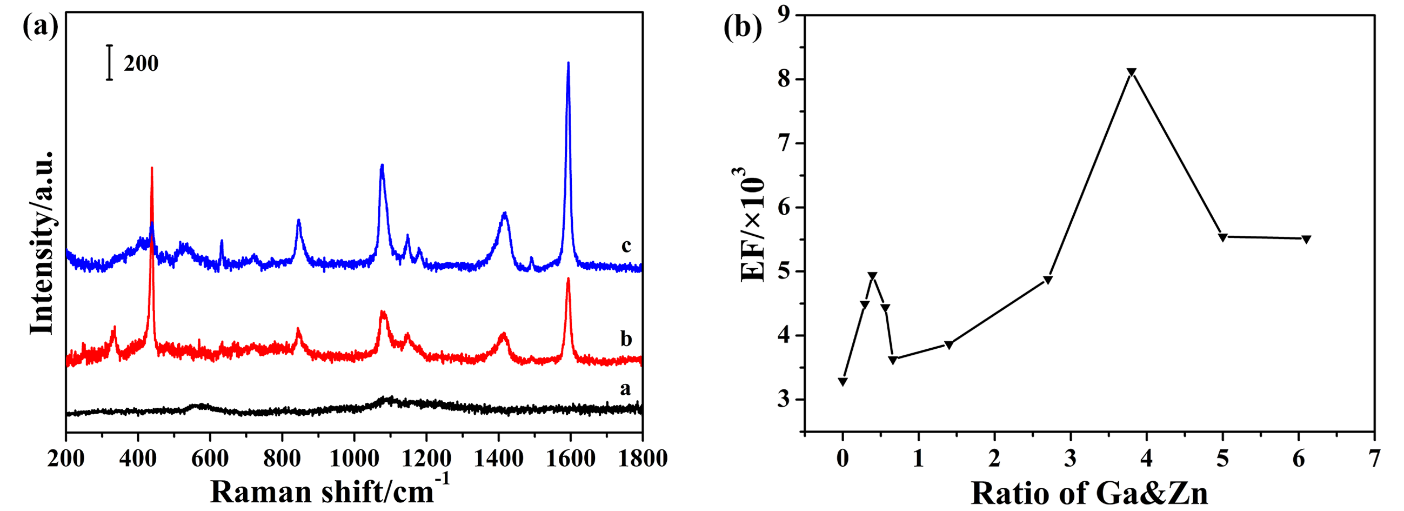 (a)
200
c
b
a
Intensity/a.u.
200 400 600 800 1000 1200 1400 1600 1800
Raman shift/cm⁻¹
(b)
9
8
7
6
5
4
3
EF/×10³
0 1 2 3 4 5 6 7
Ratio of Ga&Zn